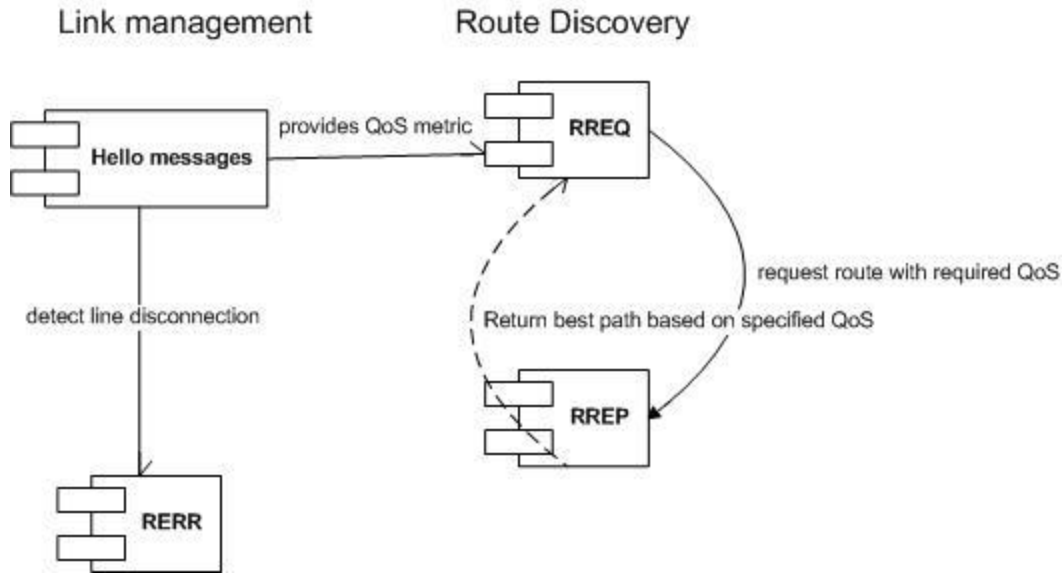 Link management
Route Discovery
Hello messages
provides QoS metric
RREQ
request route with required QoS
detect line disconnection
Return best path based on specified QoS
RREP
RERR